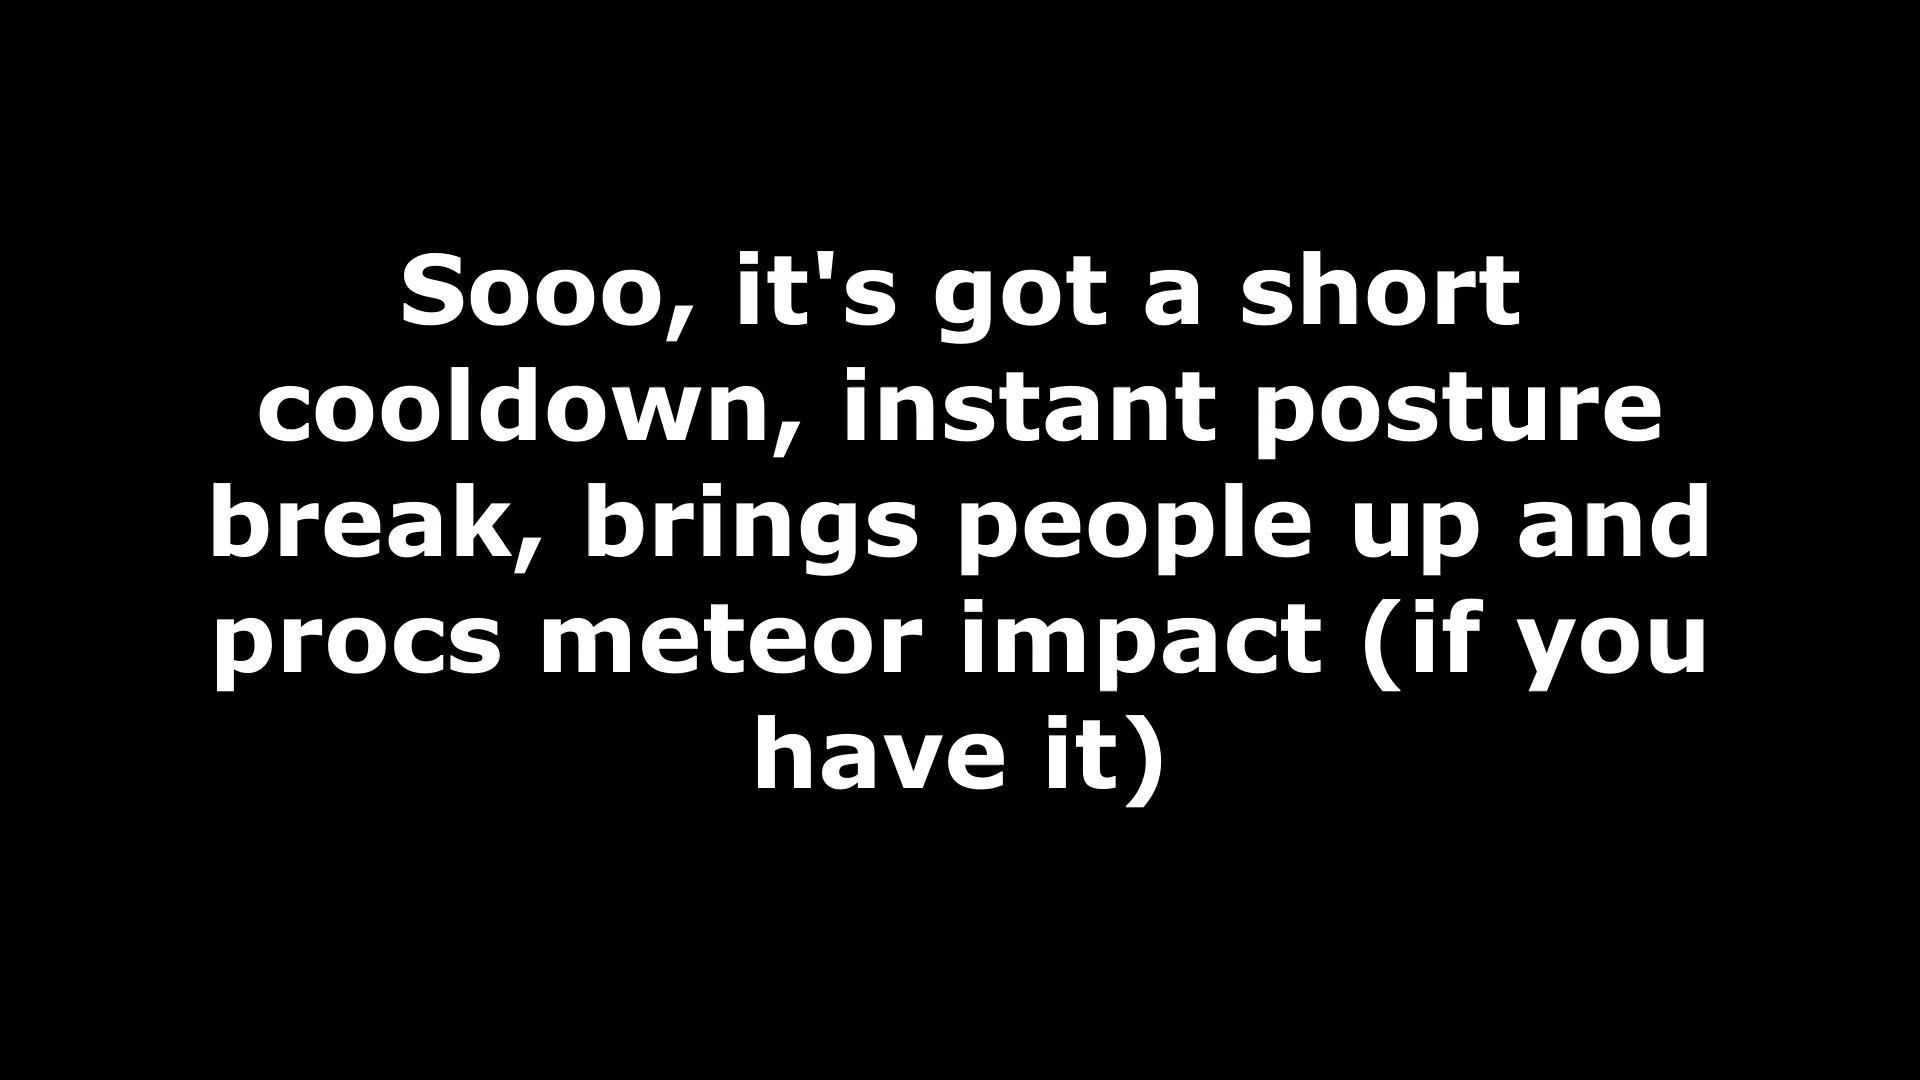 Sooo, it's got a short
cooldown, instant posture
break, brings people up and
procs meteor impact (if you
have it)